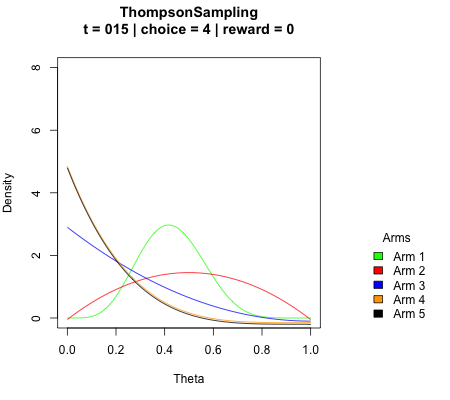 ThompsonSampling
t = 015 | choice = 4 | reward = 0
Density
8
6
4
2
0
0.0 0.2 0.4 0.6 0.8 1.0
Theta
Arms
Arm 1
Arm 2
Arm 3
Arm 4
Arm 5